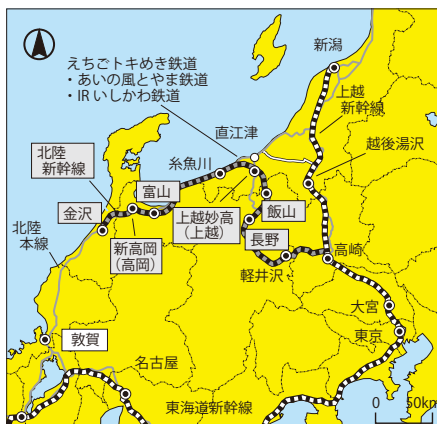 えちごトキめき鉄道
・あいの風とやま鉄道
・IRいしかわ鉄道
新潟
上越
新幹線
直江津
糸魚川
越後湯沢
北陸
新幹線
富山
金沢
上越妙高
（上越）
飯山
新高岡
（高岡）
長野
高崎
北陸
本線
軽井沢
大宮
東京
敦賀
名古屋
東海道新幹線
0 50km